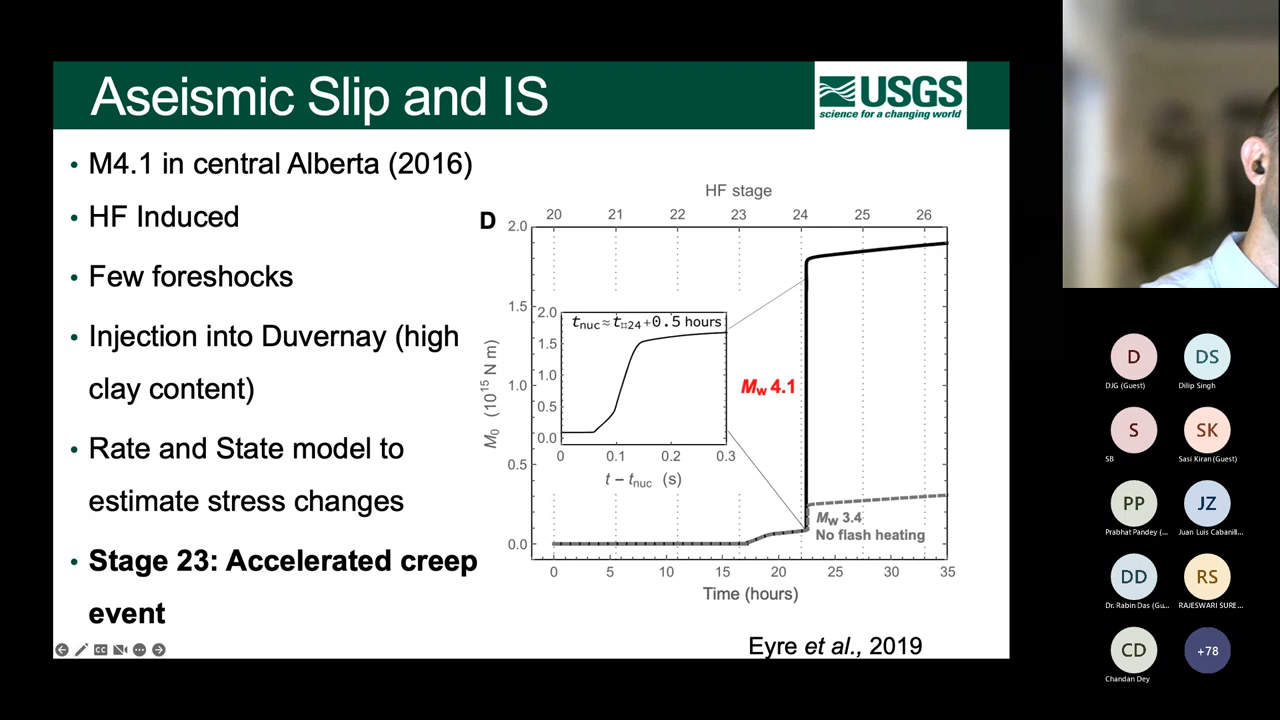 Aseismic Slip and IS
USGS
science for a changing world
• M4.1 in central Alberta (2016)
• HF Induced
• Few foreshocks
• Injection into Duvernay (high
clay content)
• Rate and State model to
estimate stress changes
• Stage 23: Accelerated creep
event
D
HF stage
20 21 22 23 24 25 26
2.0
1.5
1.0
0.5
0.0
M₀ (10¹⁵ N m)
0 5 10 15 20 25 30 35
Time (hours)
tnuc≈t⌗24+0.5 hours
2.0
1.5
1.0
0.5
0.0
0 0.1 0.2 0.3
t – tnuc (s)
Mw 4.1
Mw 3.4
No flash heating
Eyre et al., 2019
CC
D
DJG (Guest)
DS
Dilip Singh
S
SB
SK
Sasi Kiran (Guest)
PP
Prabhat Pandey (...
JZ
Juan Luis Cabanill...
DD
Dr. Rabin Das (Gu...
RS
RAJESWARI SURE...
CD
Chandan Dey
+78